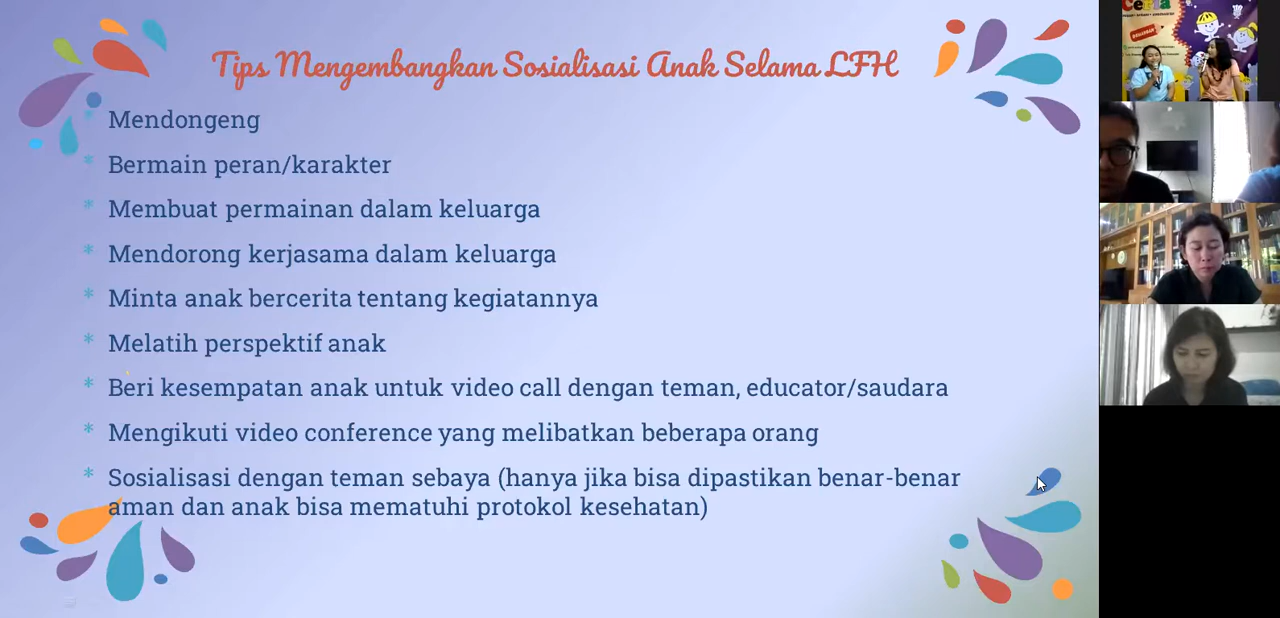 Tips Mengembangkan Sosialisasi Anak Selama LFH
* Mendongeng
* Bermain peran/karakter
* Membuat permainan dalam keluarga
* Mendorong kerjasama dalam keluarga
* Minta anak bercerita tentang kegiatannya
* Melatih perspektif anak
* Beri kesempatan anak untuk video call dengan teman, educator/saudara
* Mengikuti video conference yang melibatkan beberapa orang
* Sosialisasi dengan teman sebaya (hanya jika bisa dipastikan benar-benar
aman dan anak bisa mematuhi protokol kesehatan)
Ceria